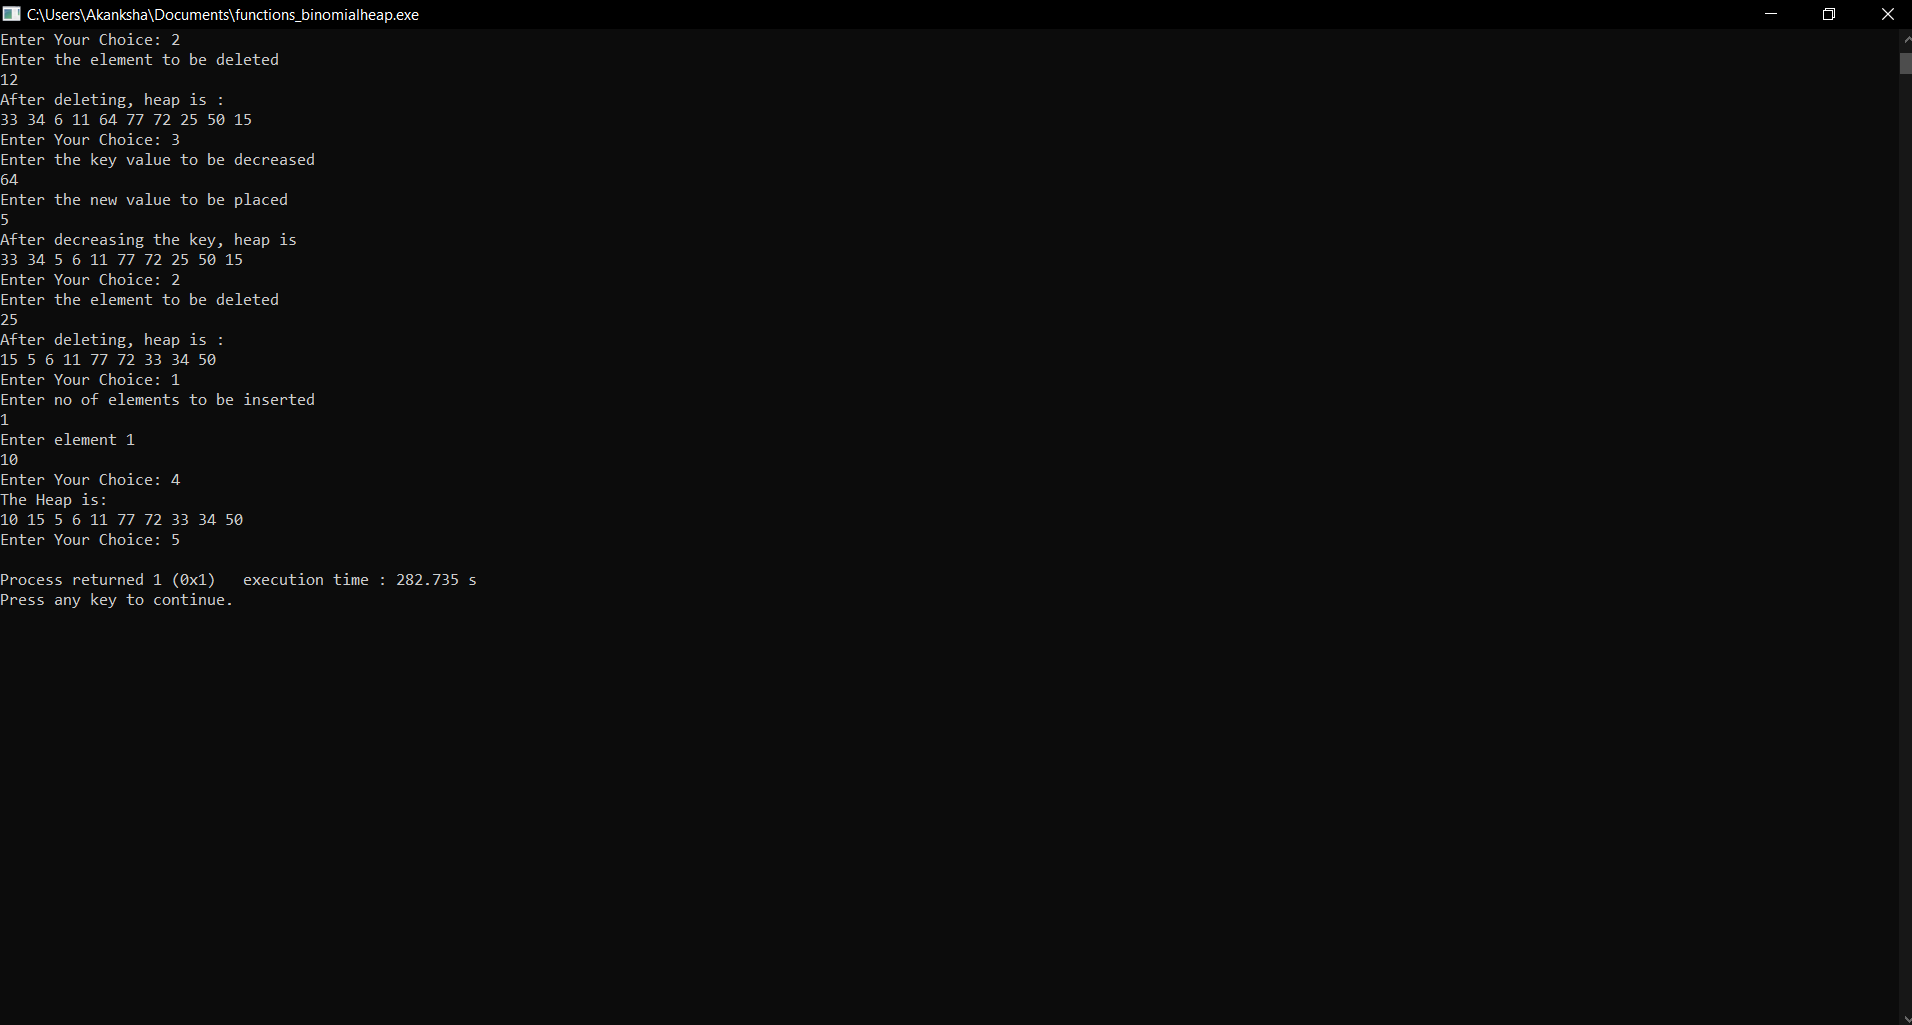 C:\Users\Akanksha\Documents\functions_binomialheap.exe
Enter Your Choice: 2
Enter the element to be deleted
12
After deleting, heap is :
33 34 6 11 64 77 72 25 50 15
Enter Your Choice: 3
Enter the key value to be decreased
64
Enter the new value to be placed
5
After decreasing the key, heap is
33 34 5 6 11 77 72 25 50 15
Enter Your Choice: 2
Enter the element to be deleted
25
After deleting, heap is :
15 5 6 11 77 72 33 34 50
Enter Your Choice: 1
Enter no of elements to be inserted
1
Enter element 1
10
Enter Your Choice: 4
The Heap is:
10 15 5 6 11 77 72 33 34 50
Enter Your Choice: 5
Process returned 1 (0x1)   execution time : 282.735 s
Press any key to continue.